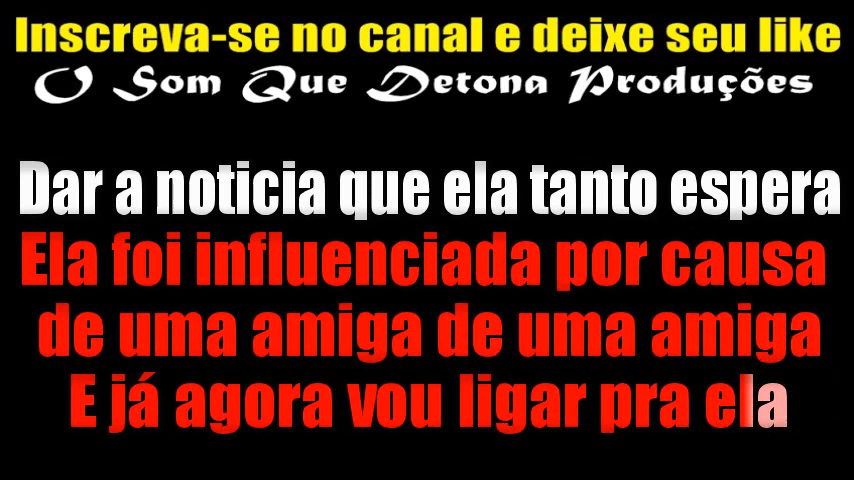 Inscreva-se no canal e deixe seu like
O Som Que Detona Produções
Dar a noticia que ela tanto espera
Ela foi influenciada por causa
de uma amiga de uma amiga
E já agora vou ligar pra ela